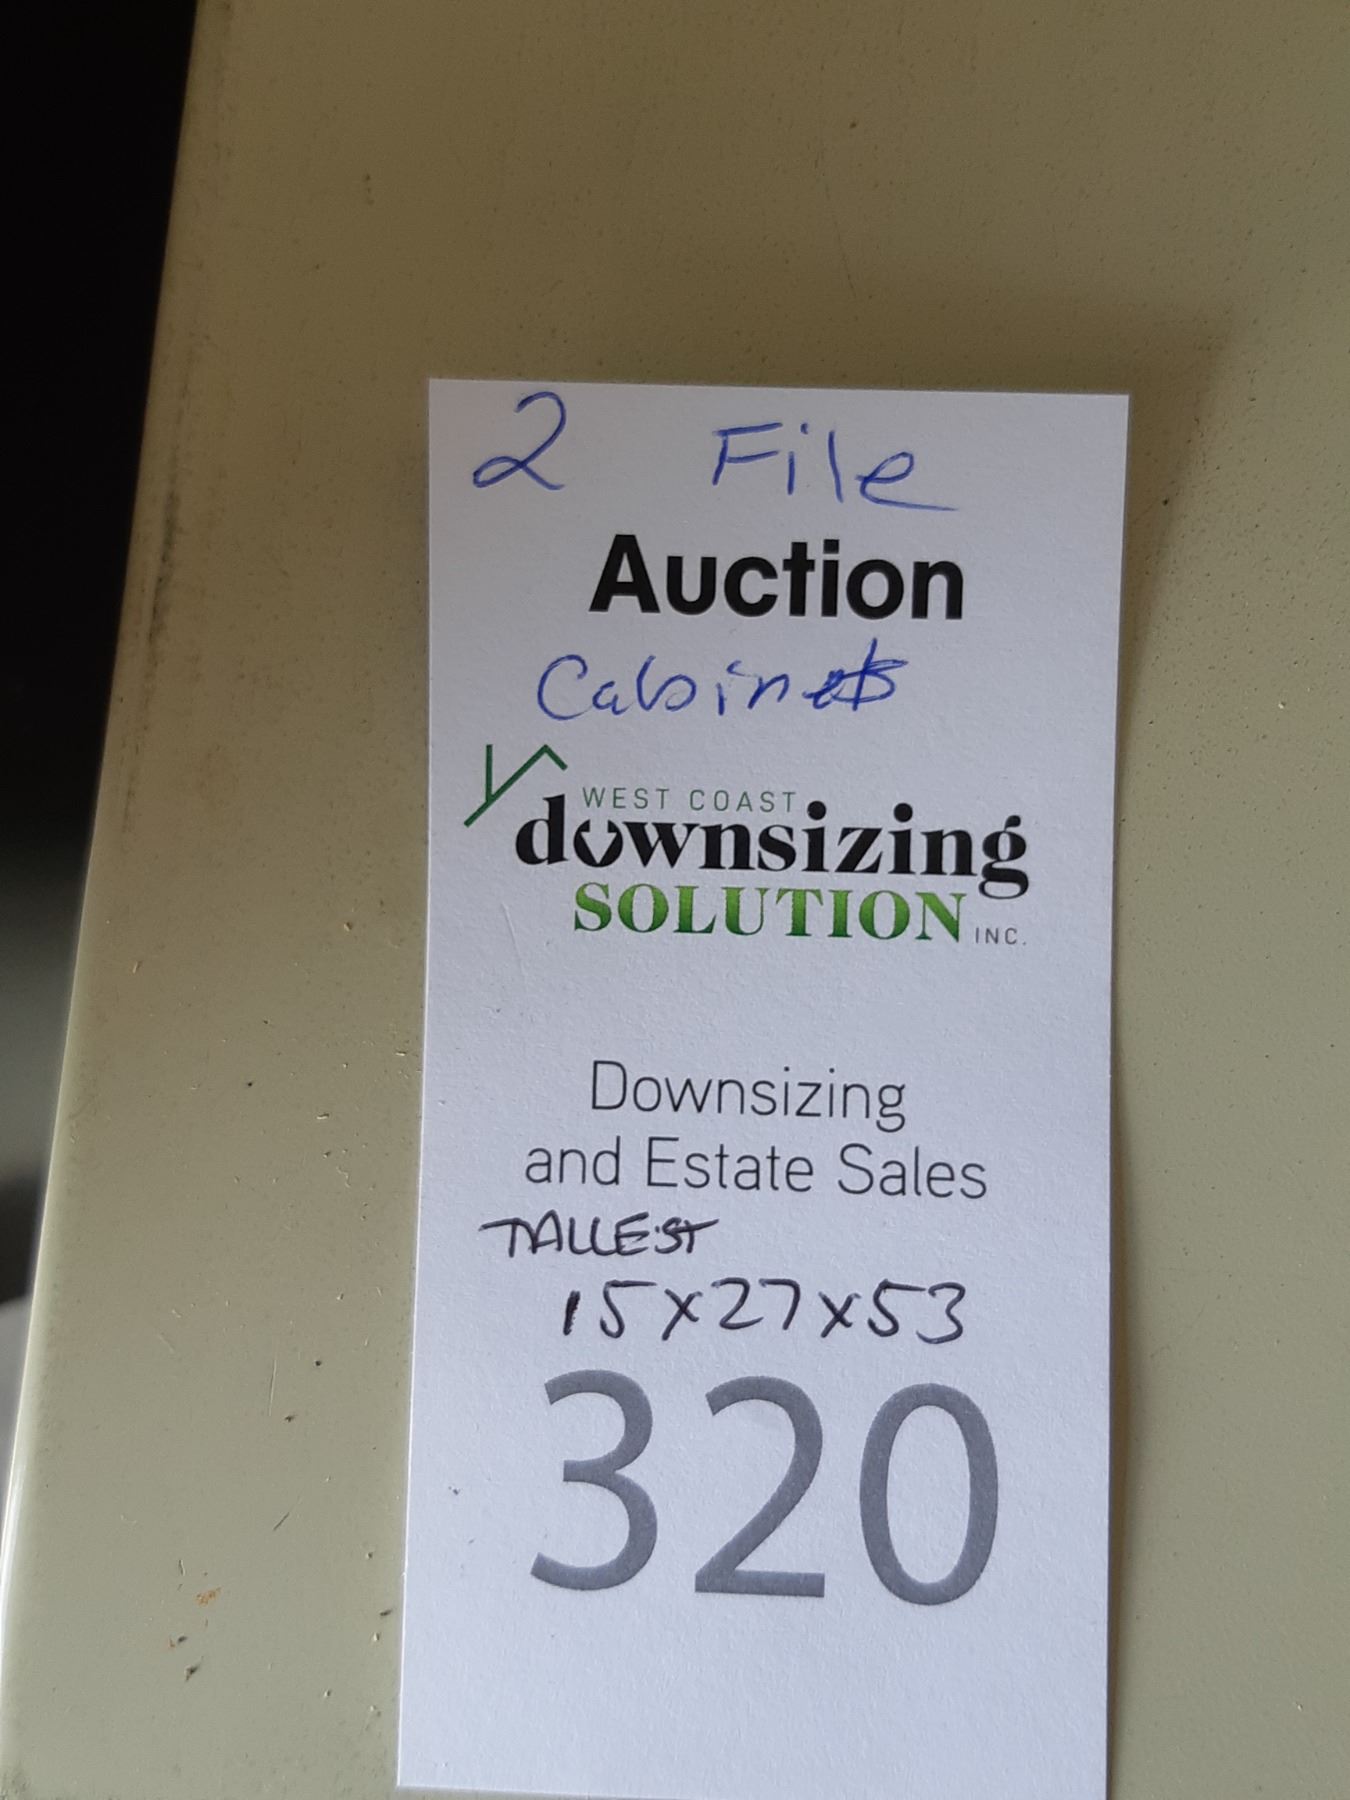 2 File
Auction
Cabinets
WEST COAST
downsizing
SOLUTION INC.
Downsizing
and Estate Sales
TALLEST
15x27x53
320